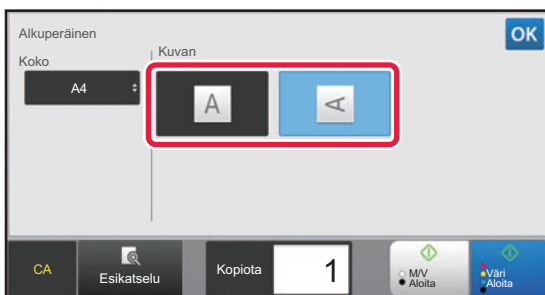 Alkuperäinen
OK
Koko
Kuvan
A4
A
A
CA
Esikatselu
Kopiota
1
M/V
Aloita
Väri
Aloita